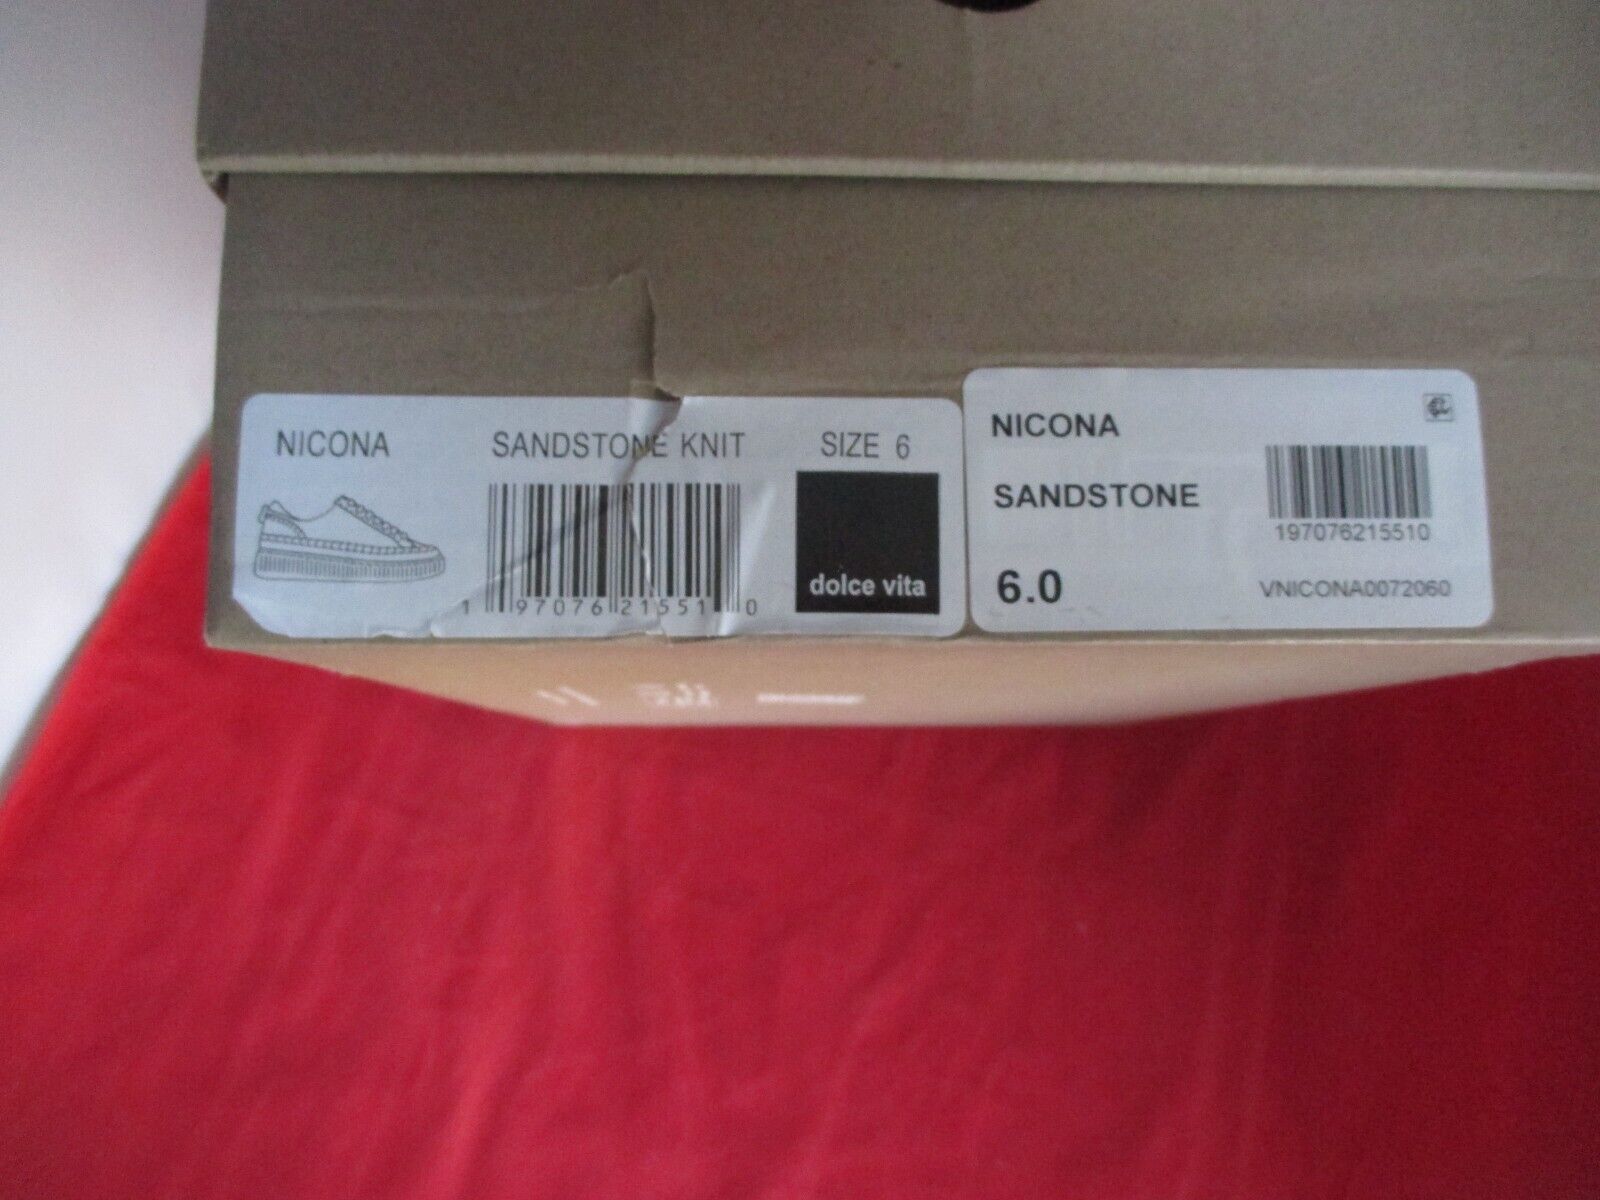 NICONA SANDSTONE KNIT SIZE 6
dolce vita
1 97076 21551 0
NICONA
SANDSTONE
197076215510
6.0
VNICONA0072060